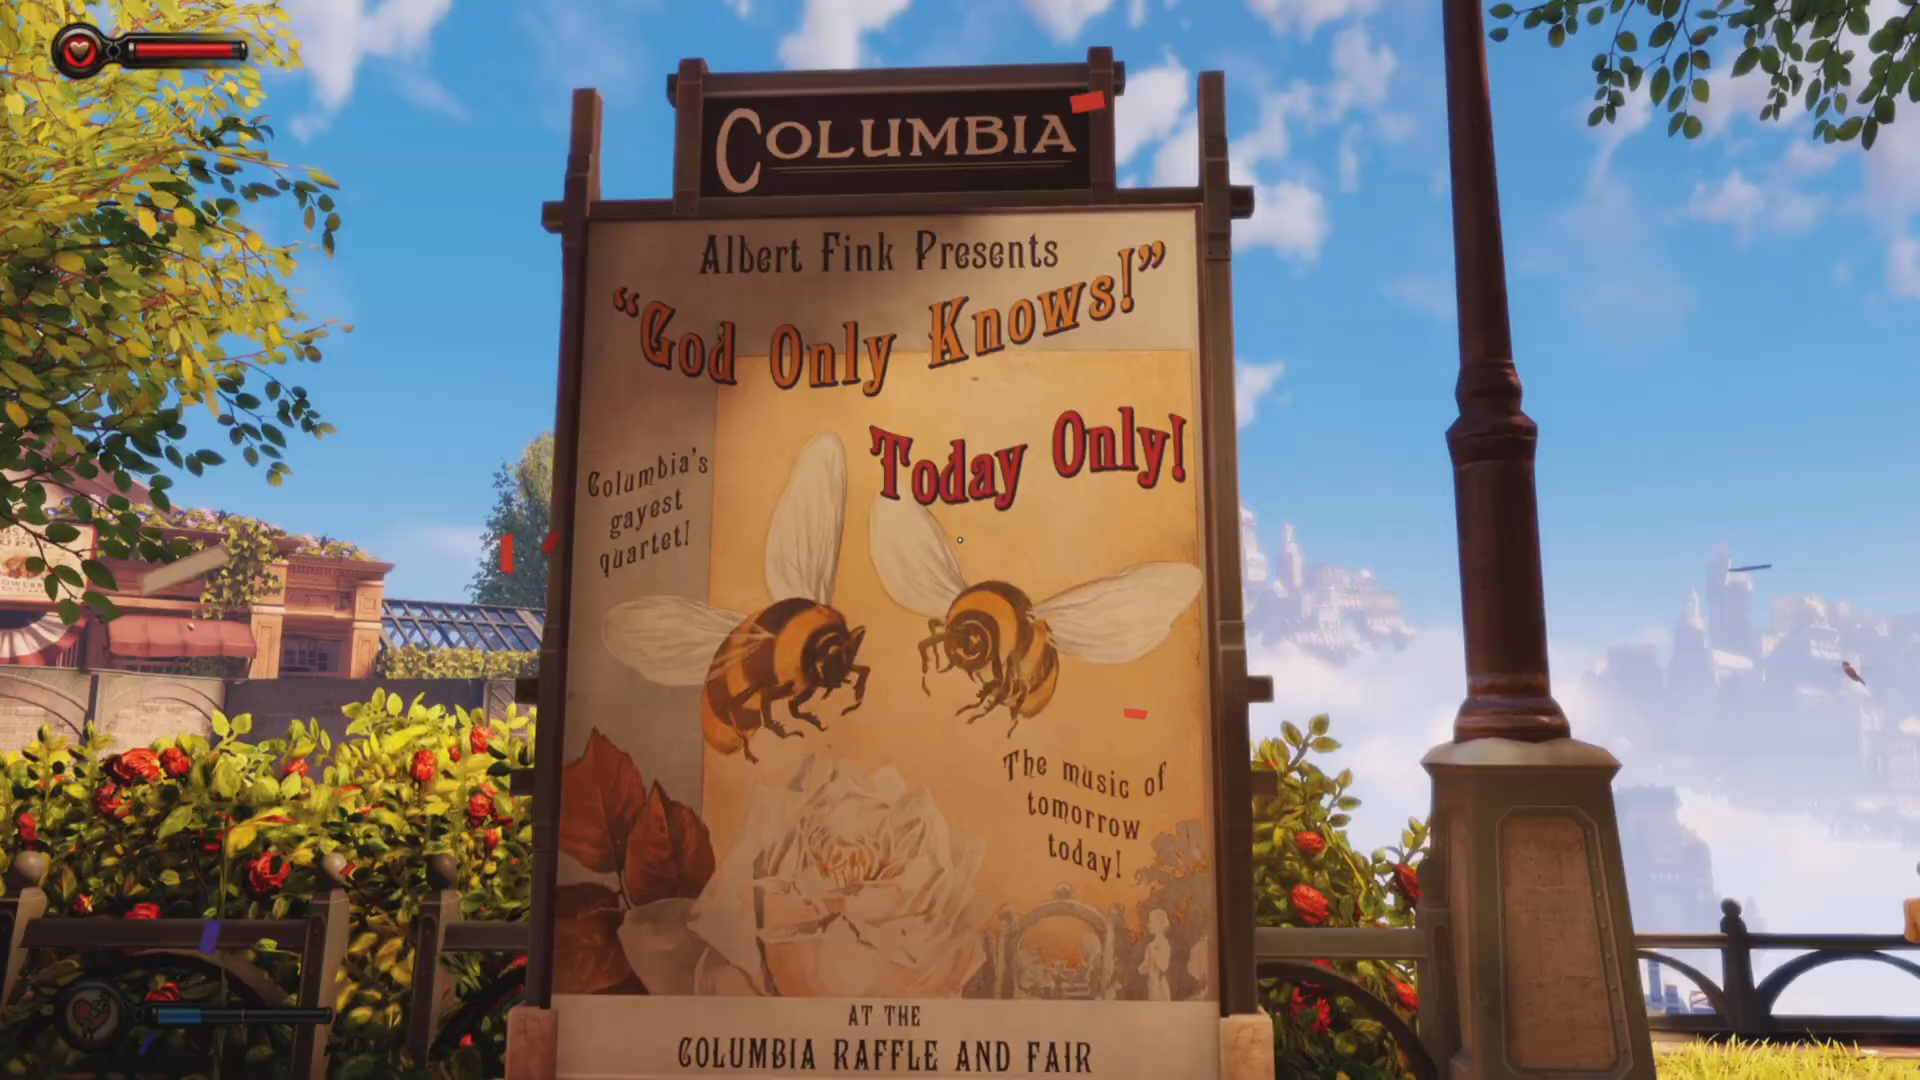 COLUMBIA
Albert Fink Presents
“God Only Knows!”
Today Only!
Columbia's
gayest
quartet!
The music of
tomorrow
today!
AT THE
COLUMBIA RAFFLE AND FAIR